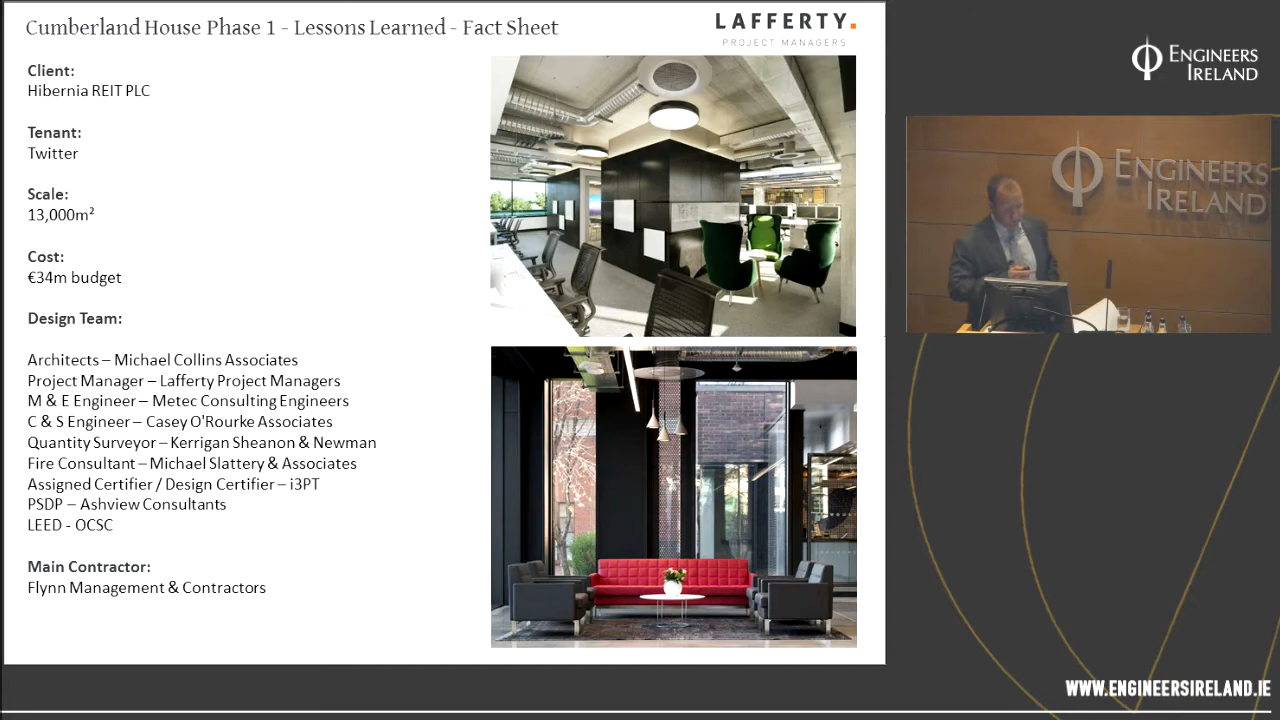 Cumberland House Phase 1 - Lessons Learned - Fact Sheet
LAFFERTY.
PROJECT MANAGERS
Client:
Hibernia REIT PLC
Tenant:
Twitter
Scale:
13,000m²
Cost:
€34m budget
Design Team:
Architects – Michael Collins Associates
Project Manager – Lafferty Project Managers
M & E Engineer – Metec Consulting Engineers
C & S Engineer – Casey O'Rourke Associates
Quantity Surveyor – Kerrigan Sheanon & Newman
Fire Consultant – Michael Slattery & Associates
Assigned Certifier / Design Certifier – i3PT
PSDP – Ashview Consultants
LEED - OCSC
Main Contractor:
Flynn Management & Contractors
ENGINEERS
IRELAND
ENGINEERS
IRELAND
WWW.ENGINEERSIRELAND.IE